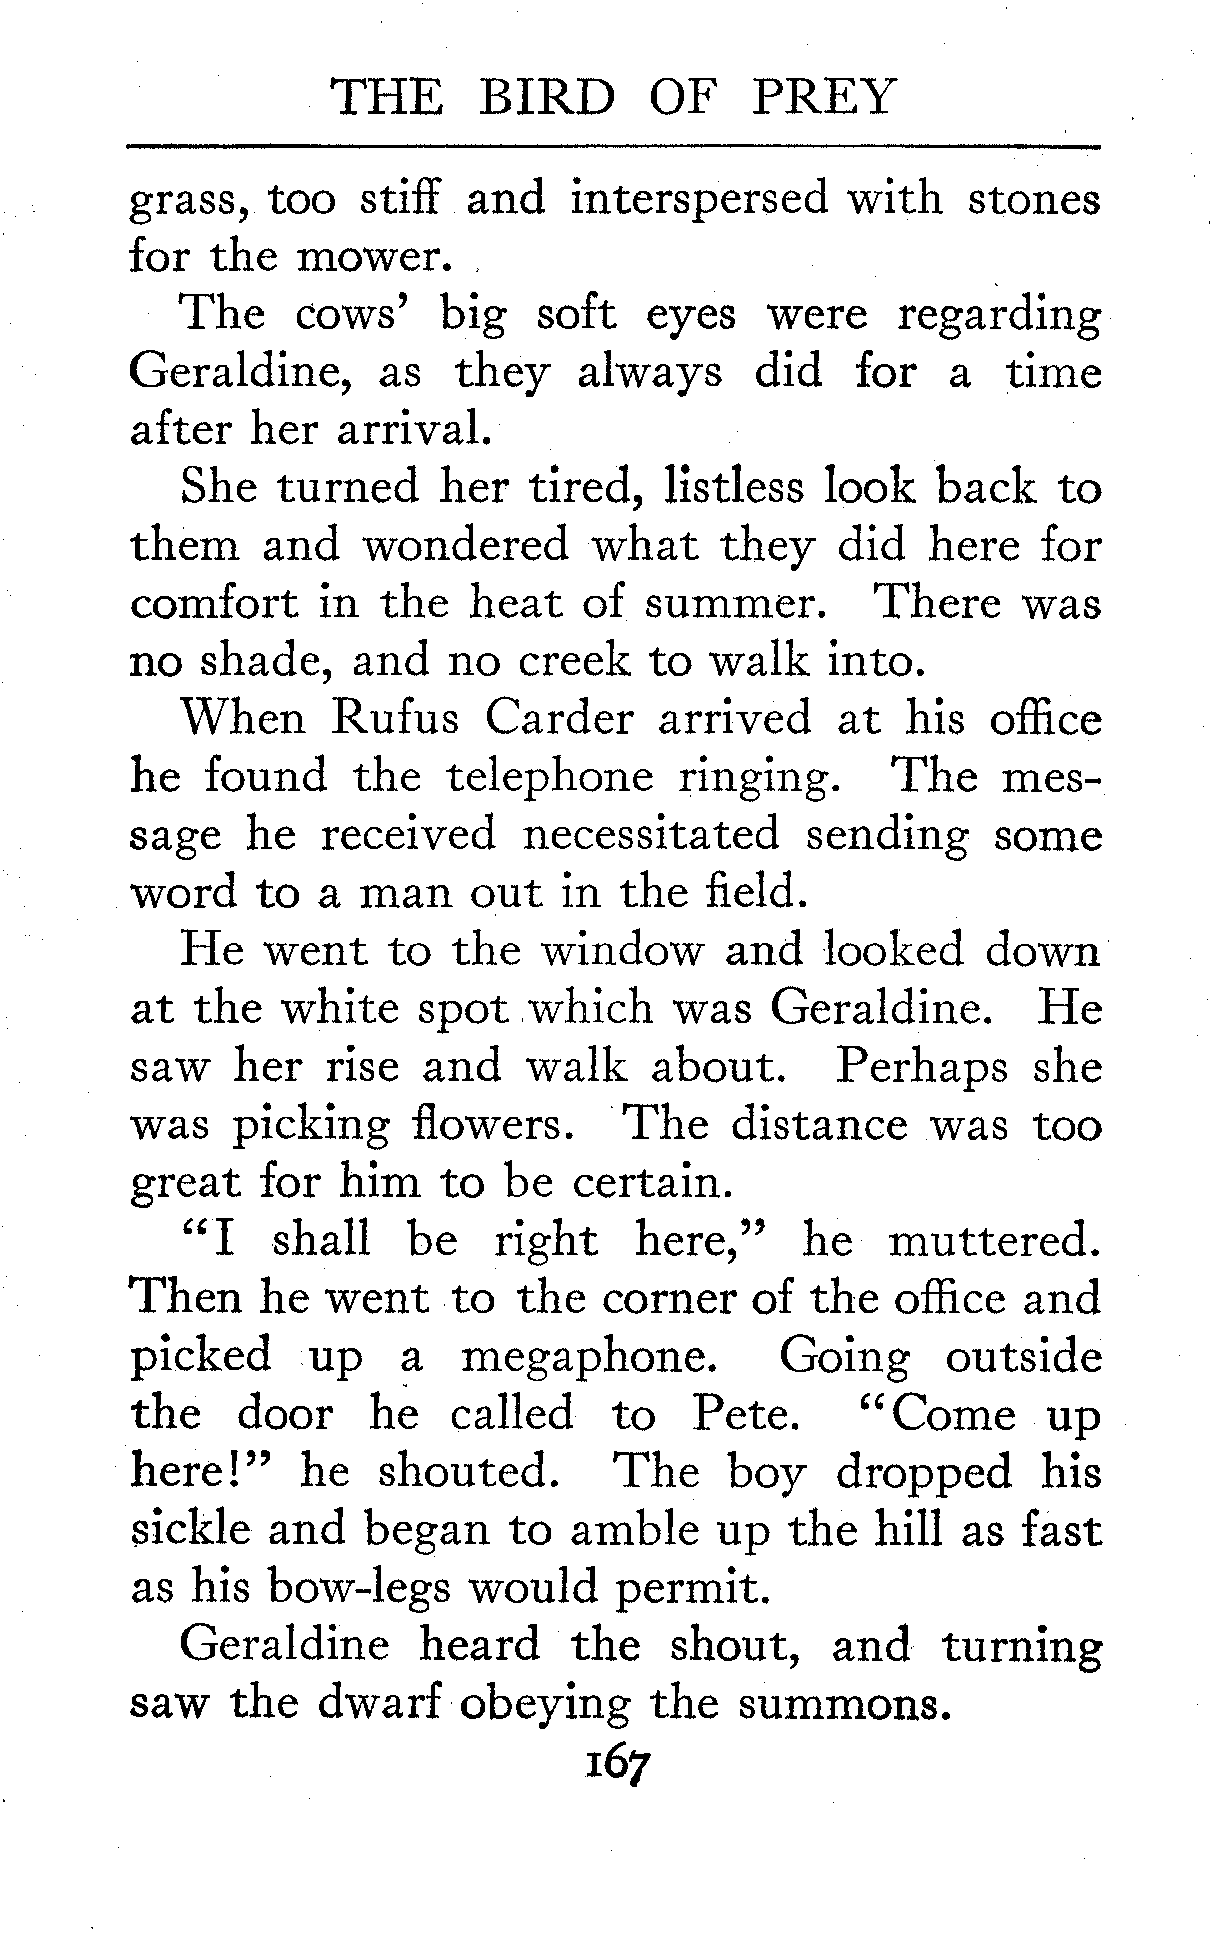 THE BIRD OF PREY
grass, too stiff and interspersed with stones
for the mower.
The cows' big soft eyes were regarding
Geraldine, as they always did for a time
after her arrival.
She turned her tired, listless look back to
them and wondered what they did here for
comfort in the heat of summer. There was
no shade, and no creek to walk into.
When Rufus Carder arrived at his office
he found the telephone ringing. The mes-
sage he received necessitated sending some
word to a man out in the field.
He went to the window and looked down
at the white spot which was Geraldine. He
saw her rise and walk about. Perhaps she
was picking flowers. The distance was too
great for him to be certain.
"I shall be right here," he muttered.
Then he went to the corner of the office and
picked up a megaphone. Going outside
the door he called to Pete. "Come up
here!" he shouted. The boy dropped his
sickle and began to amble up the hill as fast
as his bow-legs would permit.
Geraldine heard the shout, and turning
saw the dwarf obeying the summons.
167